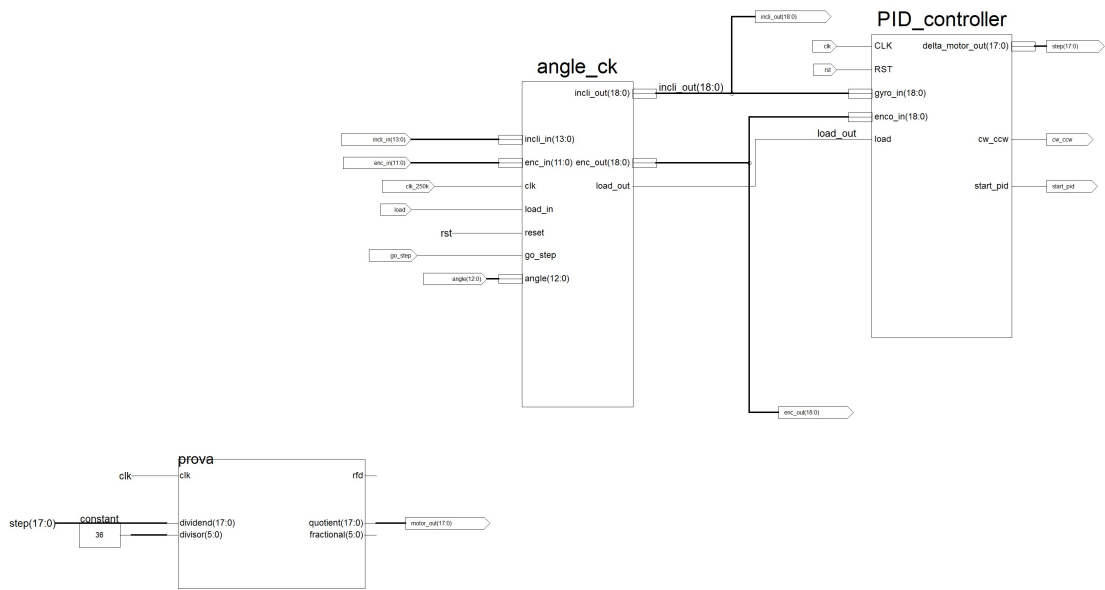 incli_out(18:0)
PID_controller
clk
CLK
delta_motor_out(17:0)
step(17:0)
rst
RST
angle_ck
incli_out(18:0)
incli_out(18:0)
gyro_in(18:0)
enco_in(18:0)
incli_in(13:0)
incli_in(13:0)
load_out
load
cw_ccw
cw_ccw
enc_in(11:0)
enc_in(11:0)
enc_out(18:0)
clk_250k
clk
load_out
start_pid
start_pid
load
load_in
rst
reset
go_step
go_step
angle(12:0)
angle(12:0)
enc_out(18:0)
prova
clk
clk
rfd
step(17:0)
constant
dividend(17:0)
quotient(17:0)
motor_out(17:0)
36
divisor(5:0)
fractional(5:0)